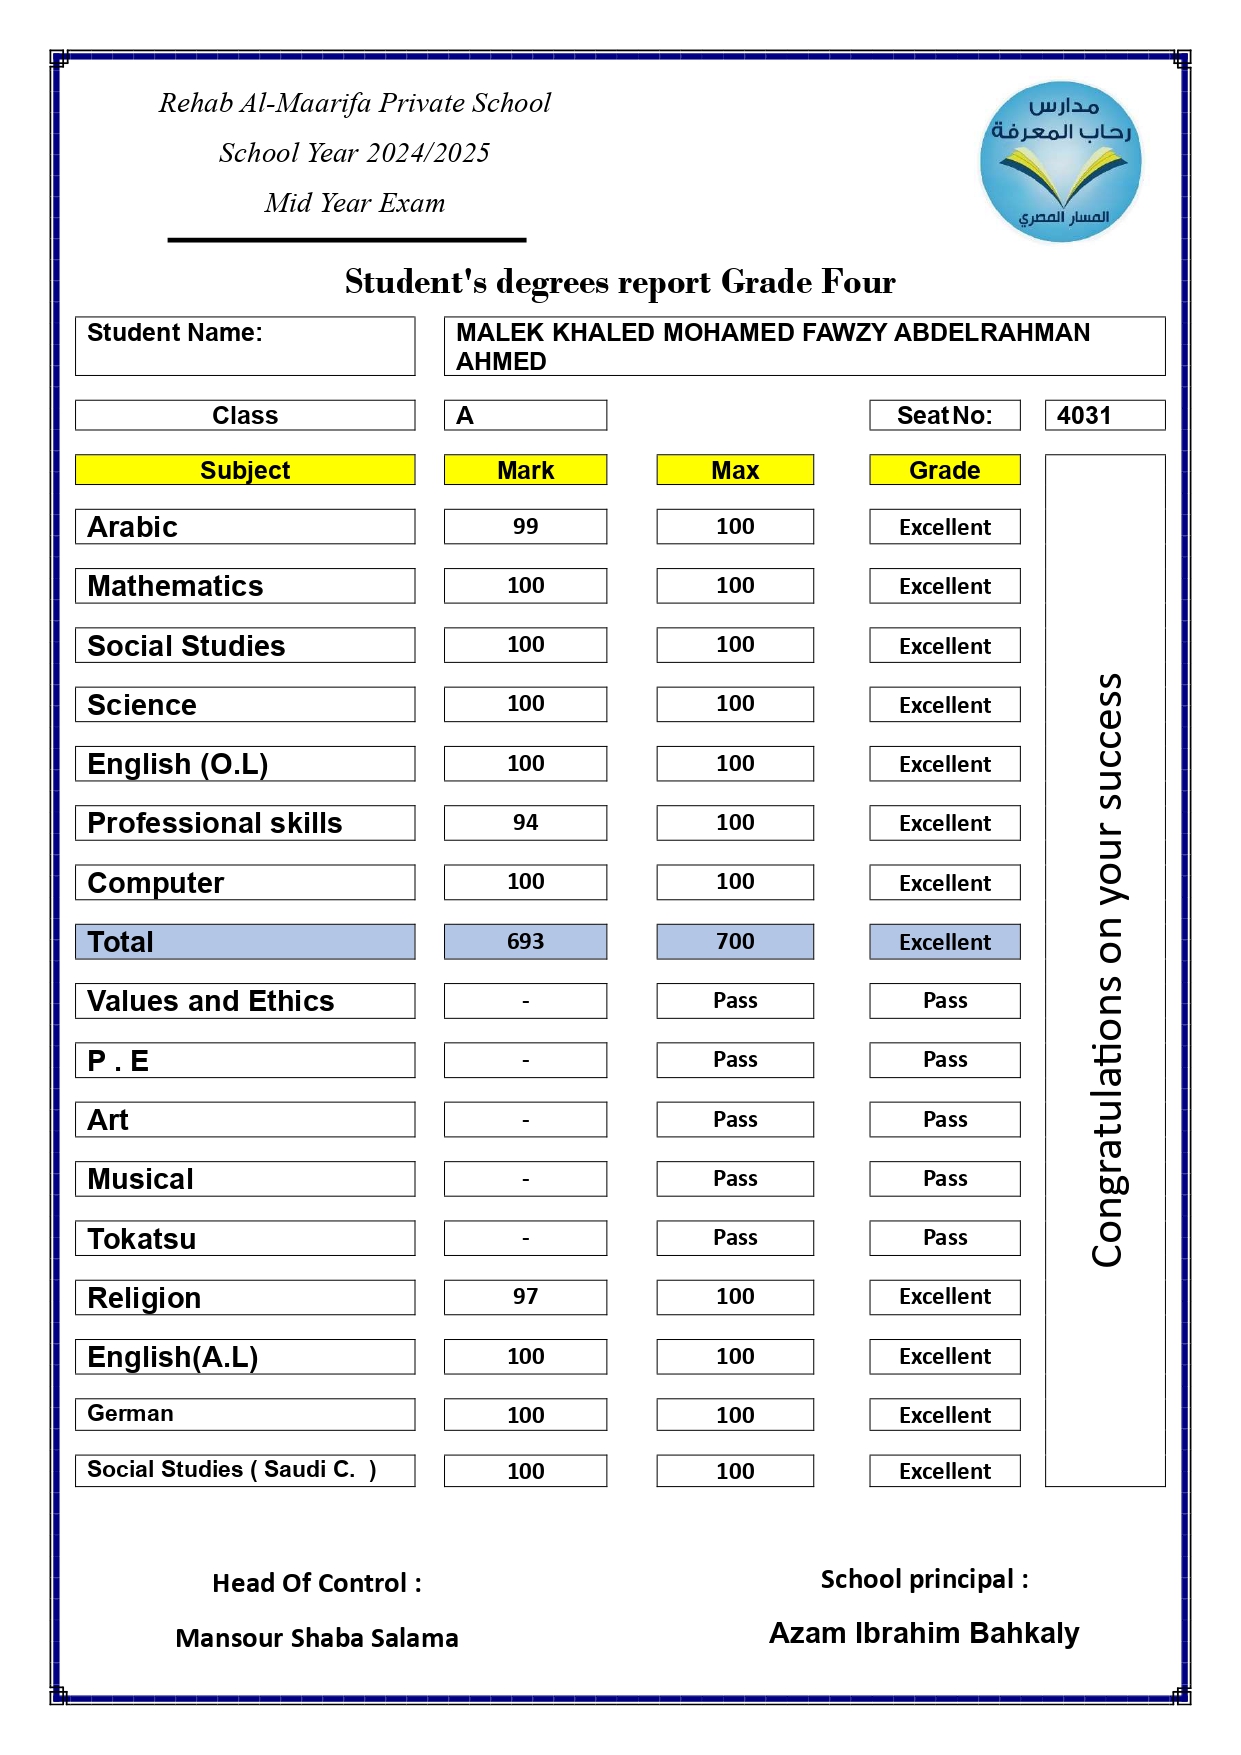 Rehab Al-Maarifa Private School
School Year 2024/2025
Mid Year Exam
مدارس
رحاب المعرفة
المسار المصري
Student's degrees report Grade Four
Student Name: MALEK KHALED MOHAMED FAWZY ABDELRAHMAN
AHMED
Class A Seat No: 4031
Subject Mark Max Grade
Arabic 99 100 Excellent
Mathematics 100 100 Excellent
Social Studies 100 100 Excellent
Science 100 100 Excellent
English (O.L) 100 100 Excellent
Professional skills 94 100 Excellent
Computer 100 100 Excellent
Total 693 700 Excellent
Values and Ethics - Pass Pass
P . E - Pass Pass
Art - Pass Pass
Musical - Pass Pass
Tokatsu - Pass Pass
Religion 97 100 Excellent
English(A.L) 100 100 Excellent
German 100 100 Excellent
Social Studies ( Saudi C. ) 100 100 Excellent
Congratulations on your success
Head Of Control :
Mansour Shaba Salama
School principal :
Azam Ibrahim Bahkaly